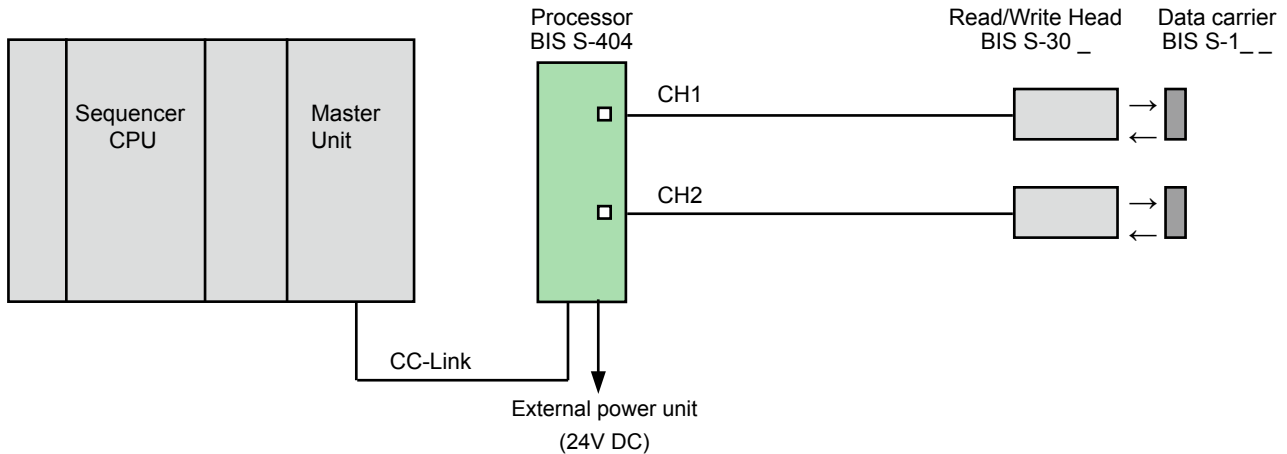 Processor
BIS S-404
Read/Write Head
BIS S-30 _
Data carrier
BIS S-1_ _
Sequencer
CPU
Master
Unit
CH1
CH2
CC-Link
External power unit
(24V DC)